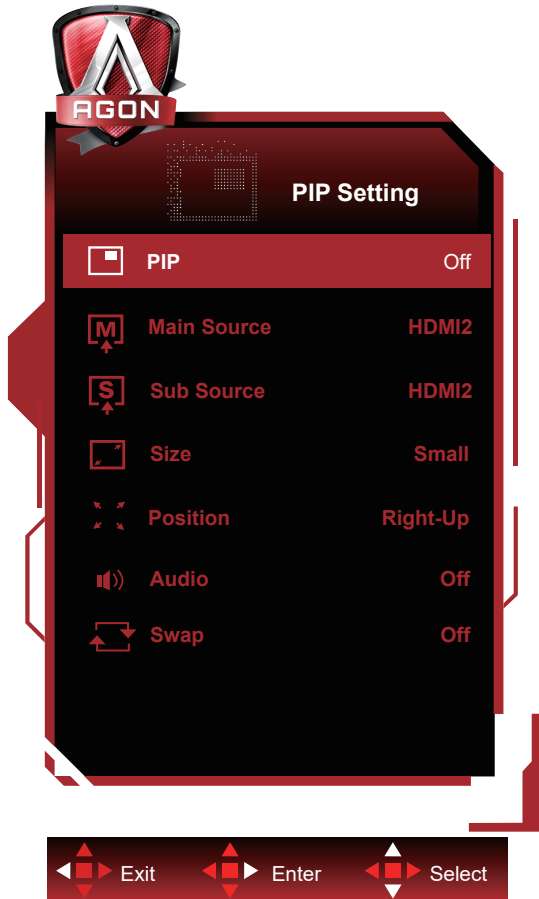 AGON
PIP Setting
PIP Off
Main Source HDMI2
Sub Source HDMI2
Size Small
Position Right-Up
Audio Off
Swap Off
Exit Enter Select